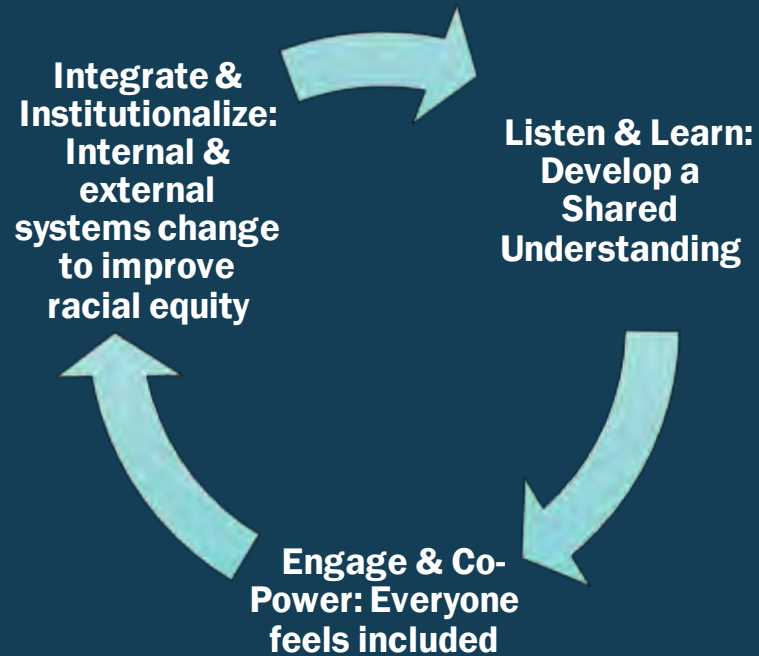 Integrate &
Institutionalize:
Internal &
external
systems change
to improve
racial equity
Listen & Learn:
Develop a
Shared
Understanding
Engage & Co-
Power: Everyone
feels included